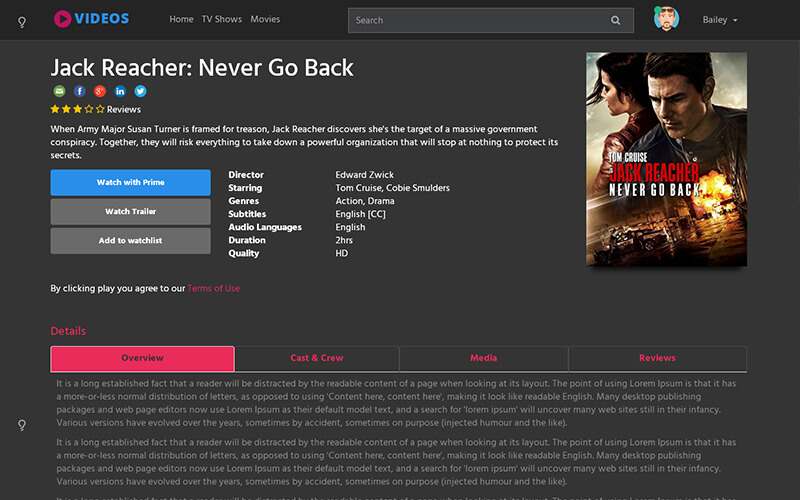 VIDEOS
Home TV Shows Movies
Search
Bailey
Jack Reacher: Never Go Back
Reviews
When Army Major Susan Turner is framed for treason, Jack Reacher discovers she's the target of a massive government
conspiracy. Together, they will risk everything to take down a powerful organization that will stop at nothing to protect its
secrets.
Watch with Prime
Watch Trailer
Add to watchlist
Director Edward Zwick
Starring Tom Cruise, Cobie Smulders
Genres Action, Drama
Subtitles English [CC]
Audio Languages English
Duration 2hrs
Quality HD
TOM CRUISE
JACK REACHER
NEVER GO BACK
By clicking play you agree to our Terms of Use
Details
Overview Cast & Crew Media Reviews
It is a long established fact that a reader will be distracted by the readable content of a page when looking at its layout. The point of using Lorem Ipsum is that it has
a more-or-less normal distribution of letters, as opposed to using 'Content here, content here', making it look like readable English. Many desktop publishing
packages and web page editors now use Lorem Ipsum as their default model text, and a search for 'lorem ipsum' will uncover many web sites still in their infancy.
Various versions have evolved over the years, sometimes by accident, sometimes on purpose (injected humour and the like).
It is a long established fact that a reader will be distracted by the readable content of a page when looking at its layout. The point of using Lorem Ipsum is that it has
a more-or-less normal distribution of letters, as opposed to using 'Content here, content here', making it look like readable English. Many desktop publishing
packages and web page editors now use Lorem Ipsum as their default model text, and a search for 'lorem ipsum' will uncover many web sites still in their infancy.
Various versions have evolved over the years, sometimes by accident, sometimes on purpose (injected humour and the like).